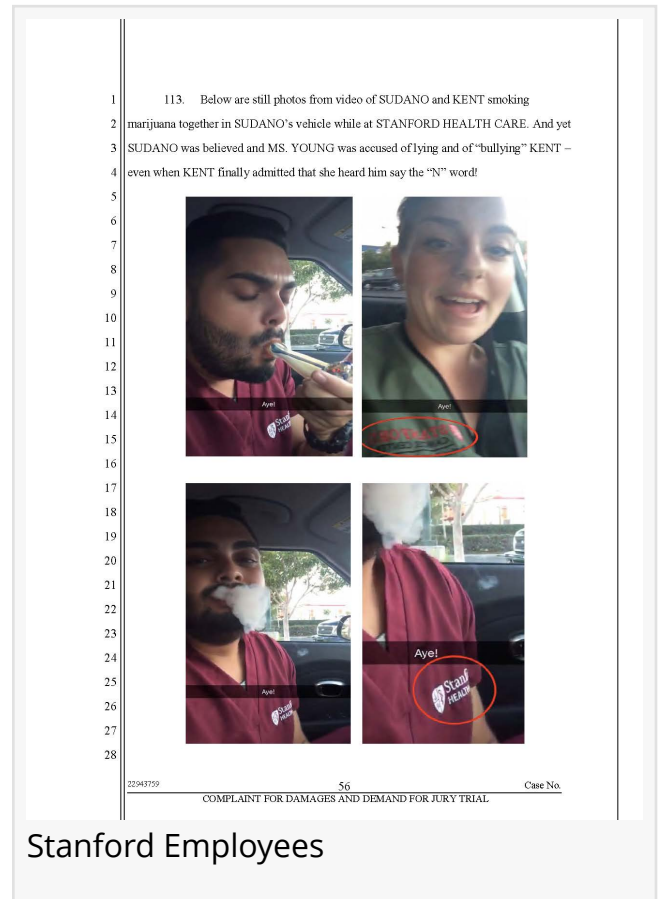 1
113. Below are still photos from video of SUDANO and KENT smoking
2
marijuana together in SUDANO’s vehicle while at STANFORD HEALTH CARE. And yet
3
SUDANO was believed and MS. YOUNG was accused of lying and of “bullying” KENT –
4
even when KENT finally admitted that she heard him say the “N” word!
5
6
7
8
9
10
11
12
13
Aye!
Aye!
14
Stanf
HEALTH
15
16
17
18
19
20
21
22
23
24
Aye!
25
Aye!
Stanf
HEALTH
26
Stanf
HEALTH
27
28
22943759
56
Case No.
COMPLAINT FOR DAMAGES AND DEMAND FOR JURY TRIAL
Stanford Employees